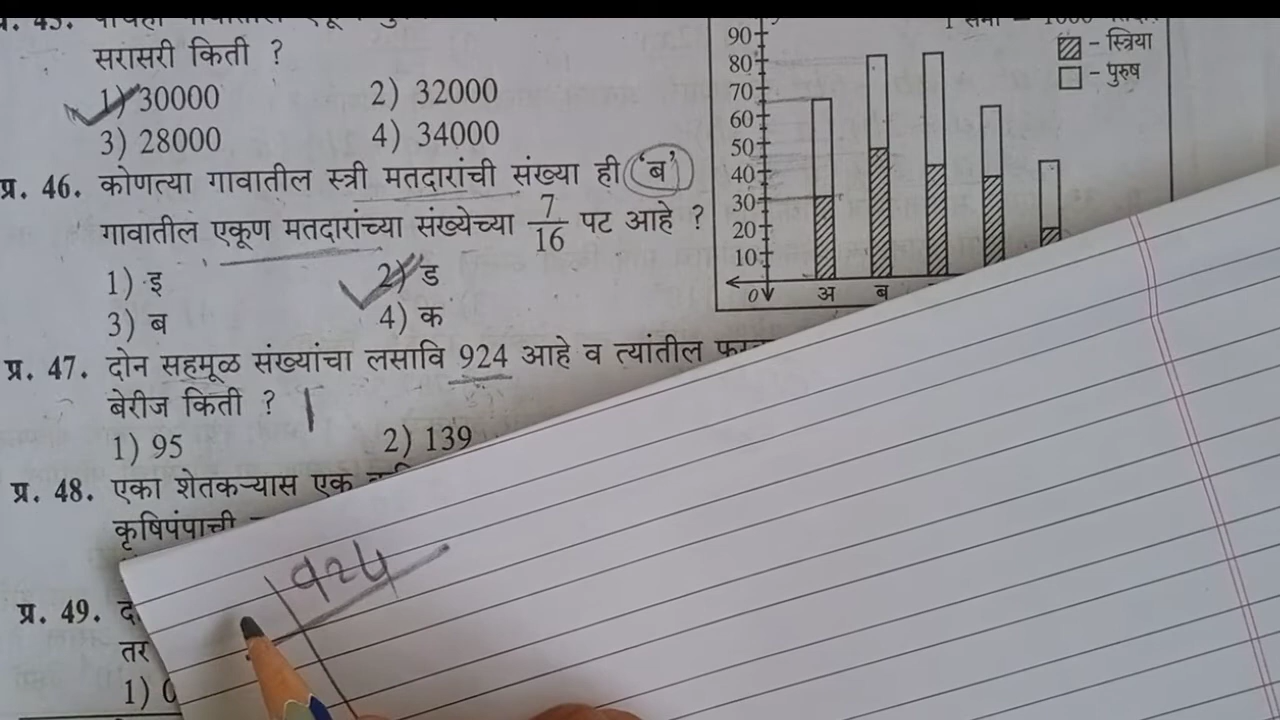 सरासरी किती ?
1) 30000 2) 32000
3) 28000 4) 34000
प्र. 46. कोणत्या गावातील स्त्री मतदारांची संख्या ही 'ब'
गावातील एकूण मतदारांच्या संख्येच्या 7/16 पट आहे ?
1) इ 2) ड
3) ब 4) क
प्र. 47. दोन सहमूळ संख्यांचा लसावि 924 आहे व त्यांतील
बेरीज किती ?
1) 95 2) 139
प्र. 48. एका शेतकऱ्यास एक
कृषिपंपाची
प्र. 49.
तर
1) 0
90
80
70
60
50
40
30
20
10
0
अ ब
- स्त्रिया
- पुरुष
924